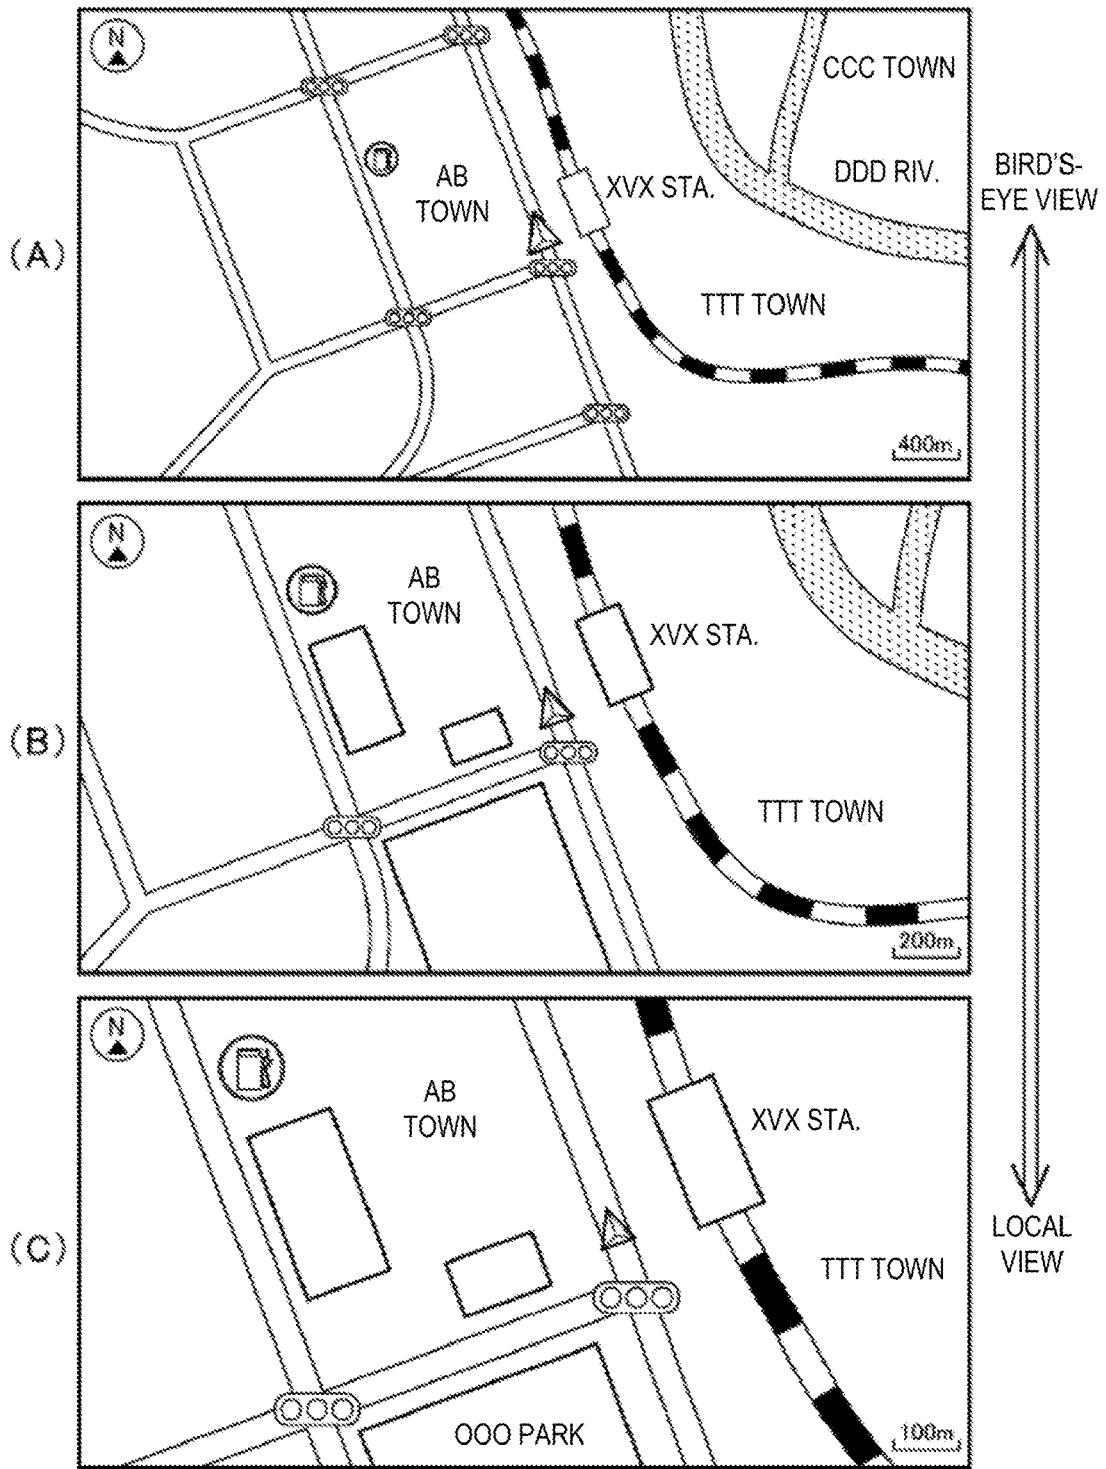 (A)
N
CCC TOWN
DDD RIV.
AB
TOWN
XVX STA.
TTT TOWN
400m
BIRD'S-
EYE VIEW
(B)
N
AB
TOWN
XVX STA.
TTT TOWN
200m
(C)
N
AB
TOWN
XVX STA.
TTT TOWN
OOO PARK
100m
LOCAL
VIEW